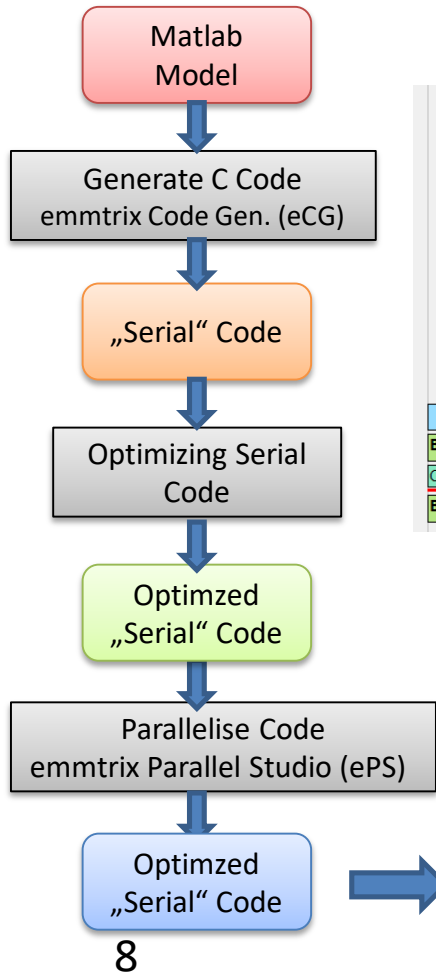 Matlab
Model
Generate C Code
emmtrix Code Gen. (eCG)
„Serial“ Code
Optimizing Serial
Code
Optimzed
„Serial“ Code
Parallelise Code
emmtrix Parallel Studio (ePS)
Optimzed
„Serial“ Code
8